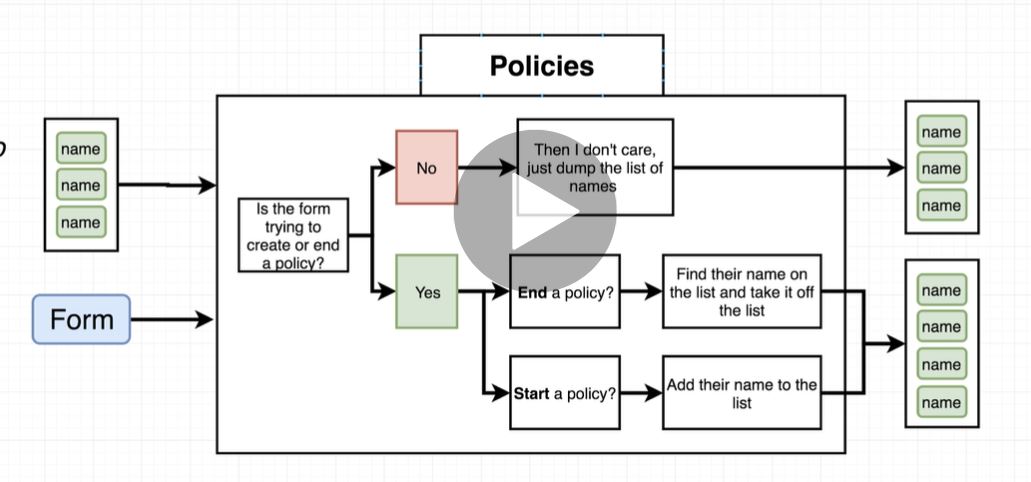 Policies
name
name
name
Form
Is the form
trying to
create or end
a policy?
No
Then I don't care,
just dump the list of
names
Yes
End a policy?
Find their name on
the list and take it off
the list
Start a policy?
Add their name to the
list
name
name
name
name
name
name
name